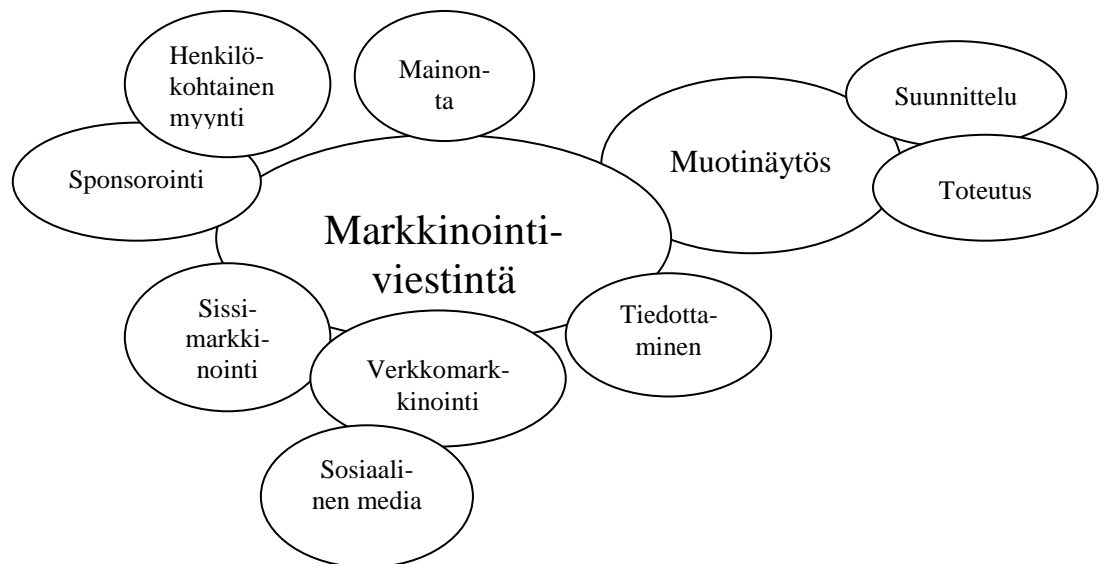 Henkilö-
kohtainen
myynti
Mainon-
ta
Suunnittelu
Muotinäytös
Sponsorointi
Toteutus
Markkinointi-
viestintä
Sissi-
markki-
nointi
Tiedotta-
minen
Verkkomark-
kinointi
Sosiaali-
nen media